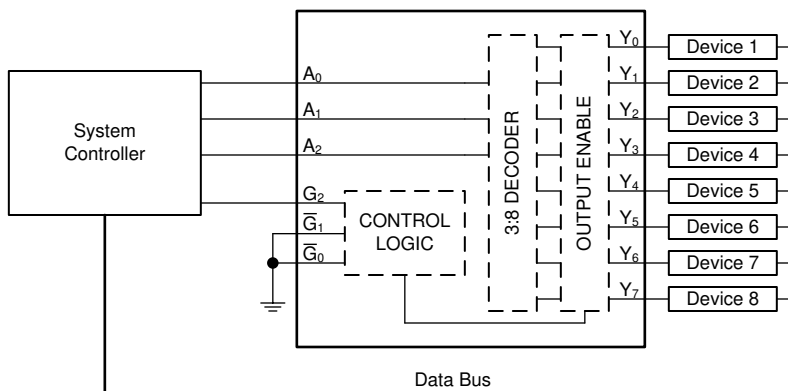 System
Controller
A₀
A₁
A₂
G₂
G̅₁
G̅₀
CONTROL
LOGIC
3:8 DECODER
OUTPUT ENABLE
Y₀
Y₁
Y₂
Y₃
Y₄
Y₅
Y₆
Y₇
Device 1
Device 2
Device 3
Device 4
Device 5
Device 6
Device 7
Device 8
Data Bus